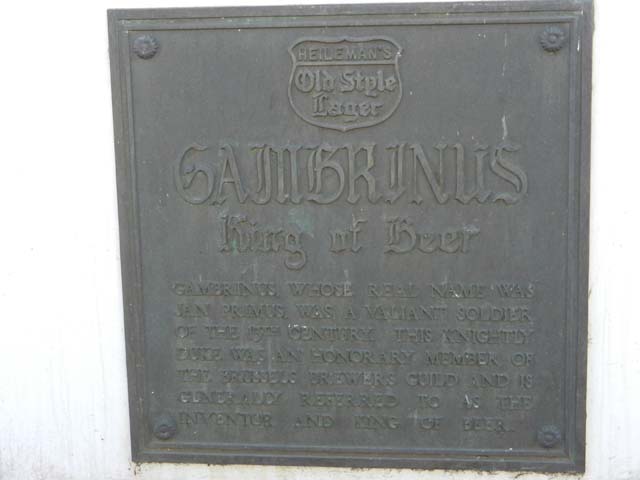 HEILEMAN'S
Old Style
Lager
GAMBRINUS
King of Beer
GAMBRINUS, WHOSE REAL NAME WAS
JAN PRIMUS, WAS A VALIANT SOLDIER
OF THE 13TH CENTURY. THIS KNIGHTLY
DUKE WAS AN HONORARY MEMBER OF
THE BRUSSELS BREWERS GUILD AND IS
GENERALLY REFERRED TO AS THE
INVENTOR AND KING OF BEER.